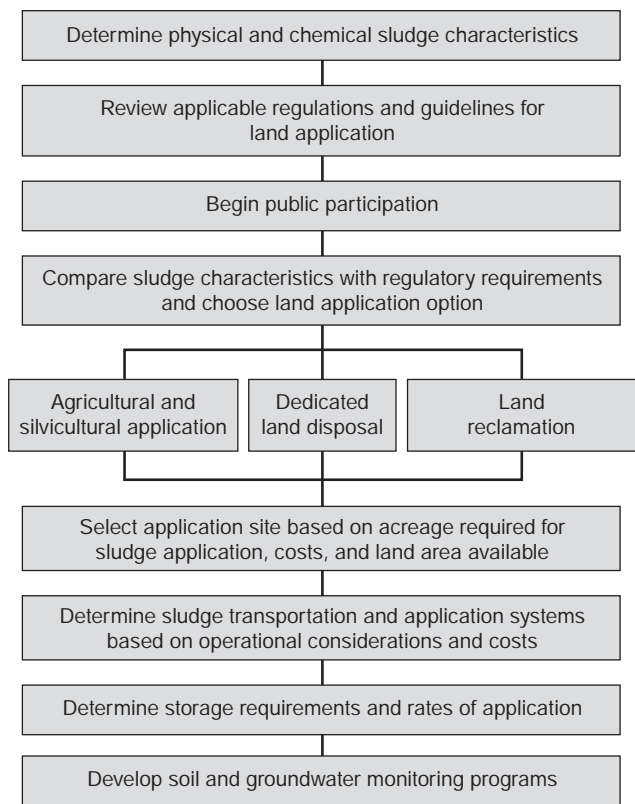 Determine physical and chemical sludge characteristics
Review applicable regulations and guidelines for
land application
Begin public participation
Compare sludge characteristics with regulatory requirements
and choose land application option
Agricultural and
silvicultural application
Dedicated
land disposal
Land
reclamation
Select application site based on acreage required for
sludge application, costs, and land area available
Determine sludge transportation and application systems
based on operational considerations and costs
Determine storage requirements and rates of application
Develop soil and groundwater monitoring programs